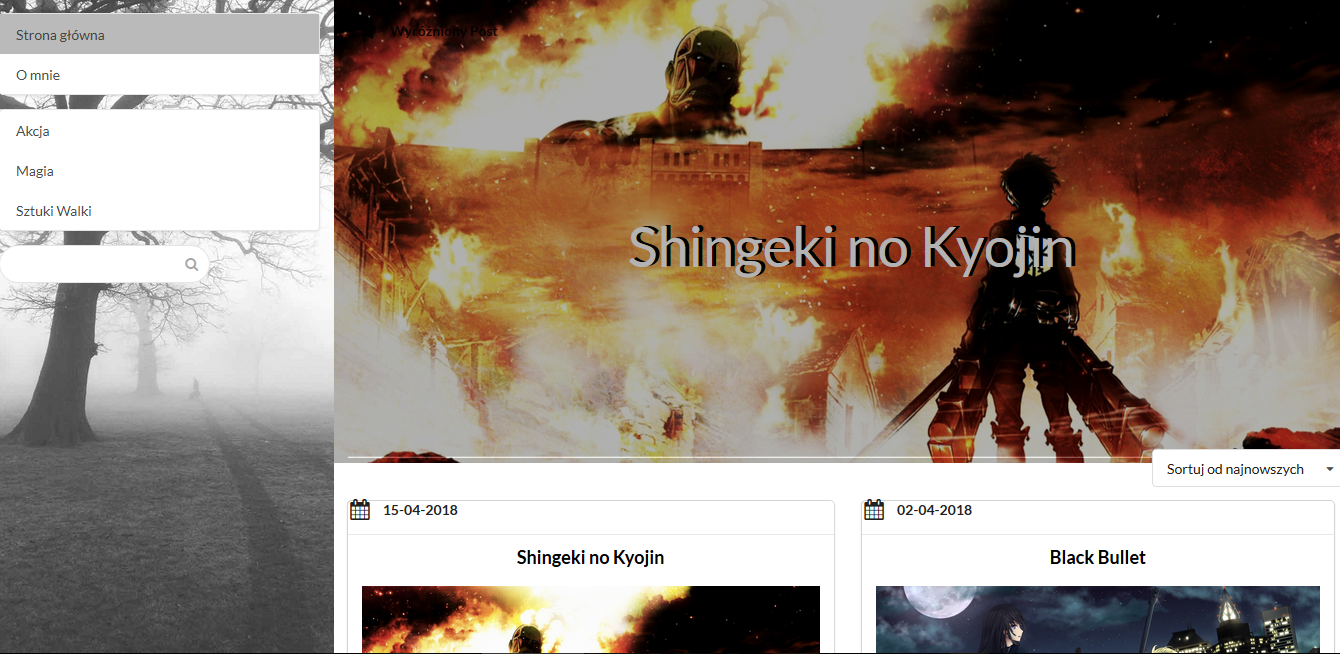 Strona główna
O mnie
Akcja
Magia
Sztuki Walki
Wyróżniony Post
Shingeki no Kyojin
Sortuj od najnowszych
15-04-2018
Shingeki no Kyojin
02-04-2018
Black Bullet